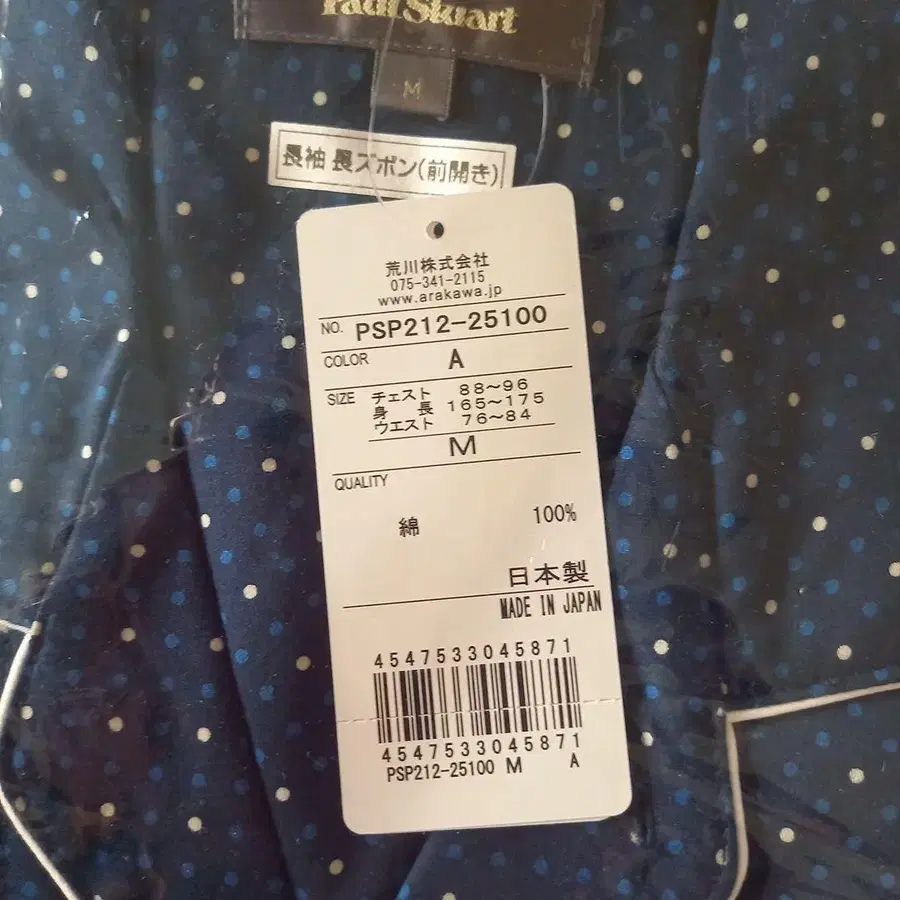 Paul Stuart
M
長袖 長ズボン(前開き)
荒川株式会社
075-341-2115
www.arakawa.jp
NO. PSP212-25100
COLOR A
SIZE チェスト 88～96
身長 165～175
ウエスト 76～84
M
QUALITY
綿 100%
日本製
MADE IN JAPAN
4547533045871
4547533045871
PSP212-25100 M A